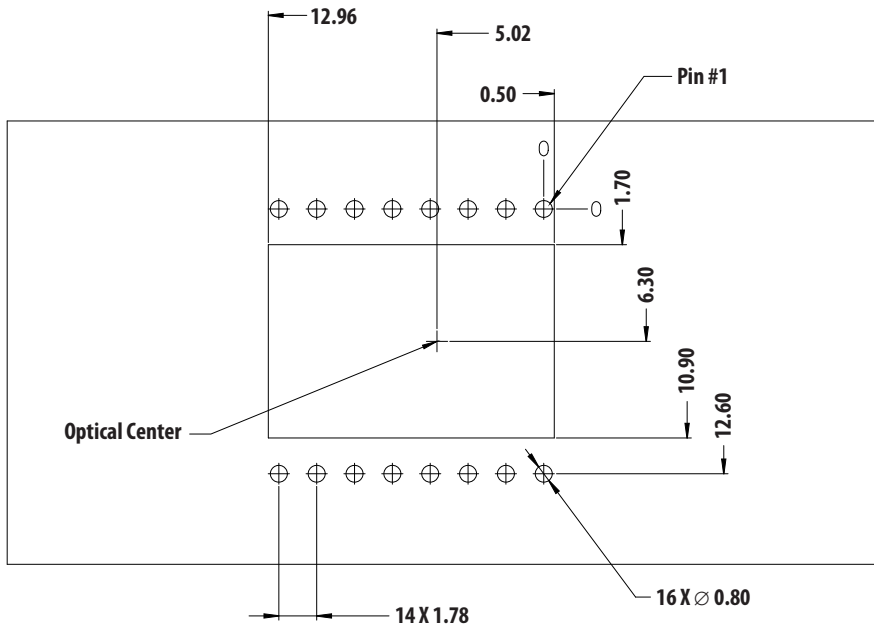 12.96
5.02
Pin #1
0.50
0
0
1.70
6.30
10.90
12.60
Optical Center
16 X ∅ 0.80
14 X 1.78